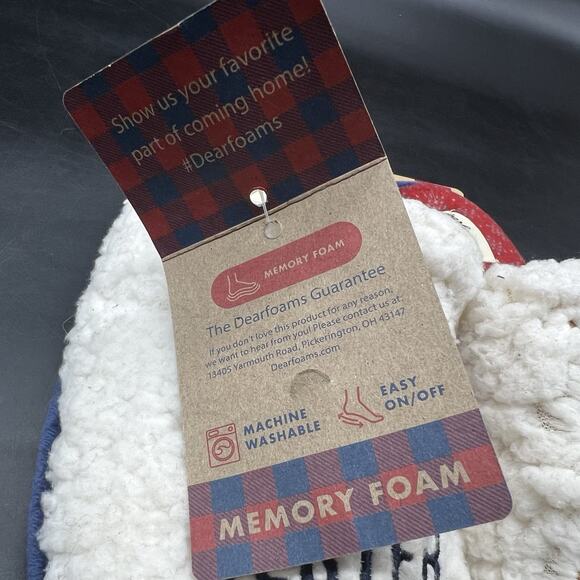 Show us your favorite
part of coming home!
#Dearfoams
MEMORY FOAM
The Dearfoams Guarantee
If you don't love this product for any reason,
we want to hear from you! Please contact us at:
13405 Yarmouth Road, Pickerington, OH 43147
Dearfoams.com
MACHINE
WASHABLE
EASY
ON/OFF
MEMORY FOAM